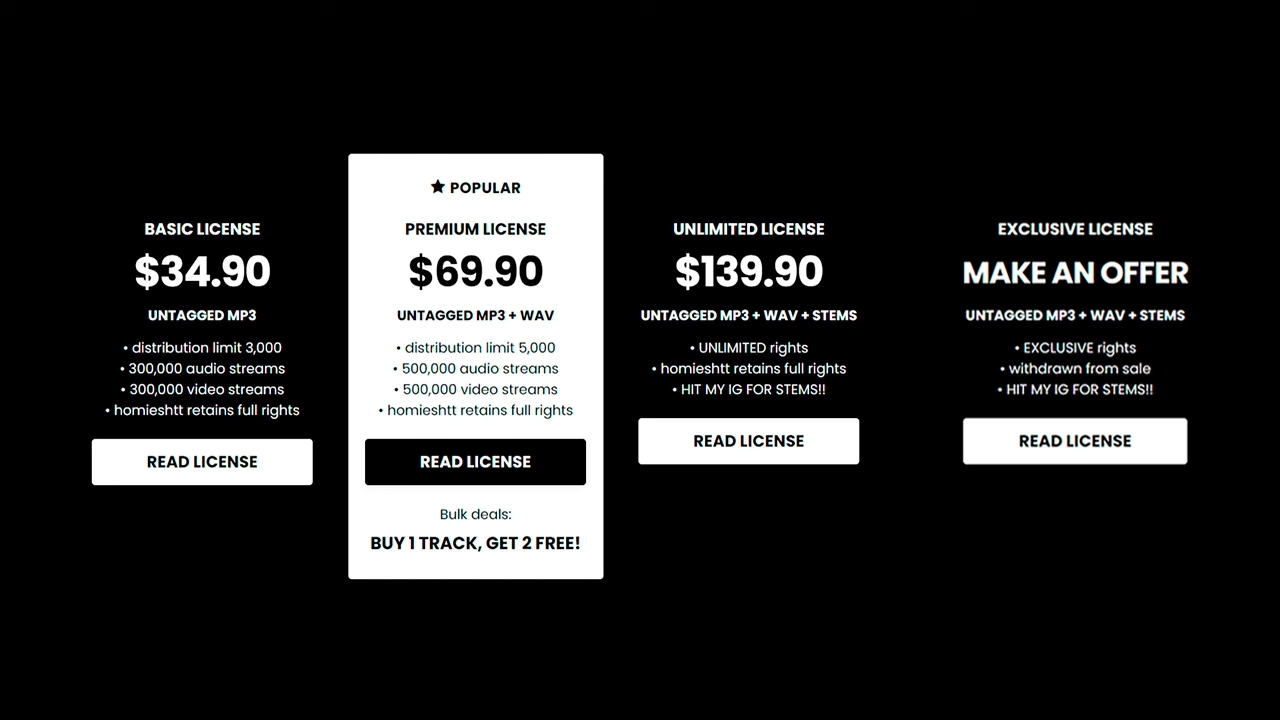 BASIC LICENSE
$34.90
UNTAGGED MP3
• distribution limit 3,000
• 300,000 audio streams
• 300,000 video streams
• homieshtt retains full rights
READ LICENSE
POPULAR
PREMIUM LICENSE
$69.90
UNTAGGED MP3 + WAV
• distribution limit 5,000
• 500,000 audio streams
• 500,000 video streams
• homieshtt retains full rights
READ LICENSE
Bulk deals:
BUY 1 TRACK, GET 2 FREE!
UNLIMITED LICENSE
$139.90
UNTAGGED MP3 + WAV + STEMS
• UNLIMITED rights
• homieshtt retains full rights
• HIT MY IG FOR STEMS!!
READ LICENSE
EXCLUSIVE LICENSE
MAKE AN OFFER
UNTAGGED MP3 + WAV + STEMS
• EXCLUSIVE rights
• withdrawn from sale
• HIT MY IG FOR STEMS!!
READ LICENSE